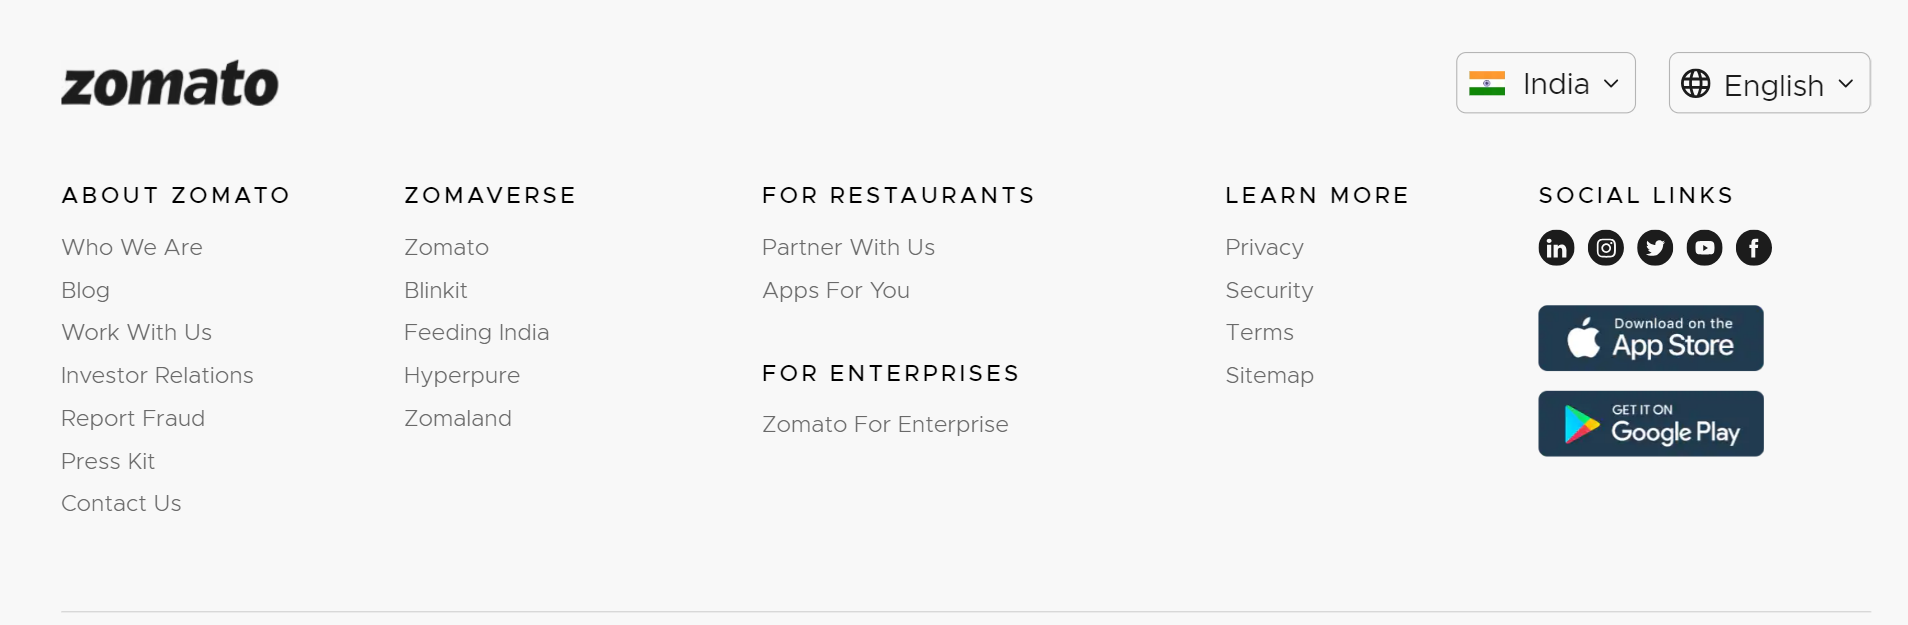 zomato
India
English
ABOUT ZOMATO
Who We Are
Blog
Work With Us
Investor Relations
Report Fraud
Press Kit
Contact Us
ZOMAVERSE
Zomato
Blinkit
Feeding India
Hyperpure
Zomaland
FOR RESTAURANTS
Partner With Us
Apps For You
FOR ENTERPRISES
Zomato For Enterprise
LEARN MORE
Privacy
Security
Terms
Sitemap
SOCIAL LINKS
Download on the
App Store
GET IT ON
Google Play